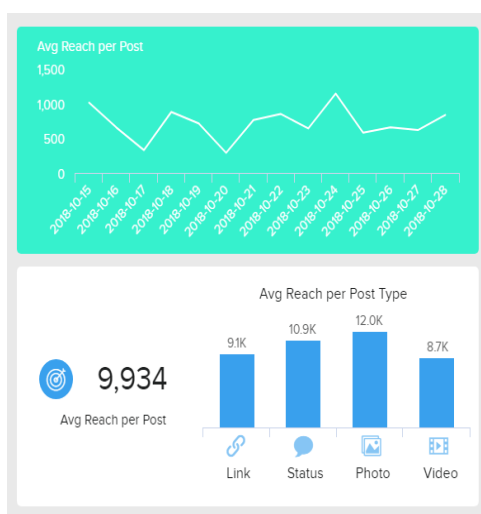 Avg Reach per Post
1,500
1,000
500
0
2018-10-15 2018-10-16 2018-10-17 2018-10-18 2018-10-19 2018-10-20 2018-10-21 2018-10-22 2018-10-23 2018-10-24 2018-10-25 2018-10-26 2018-10-27 2018-10-28
9,934
Avg Reach per Post
Avg Reach per Post Type
9.1K 10.9K 12.0K 8.7K
Link Status Photo Video